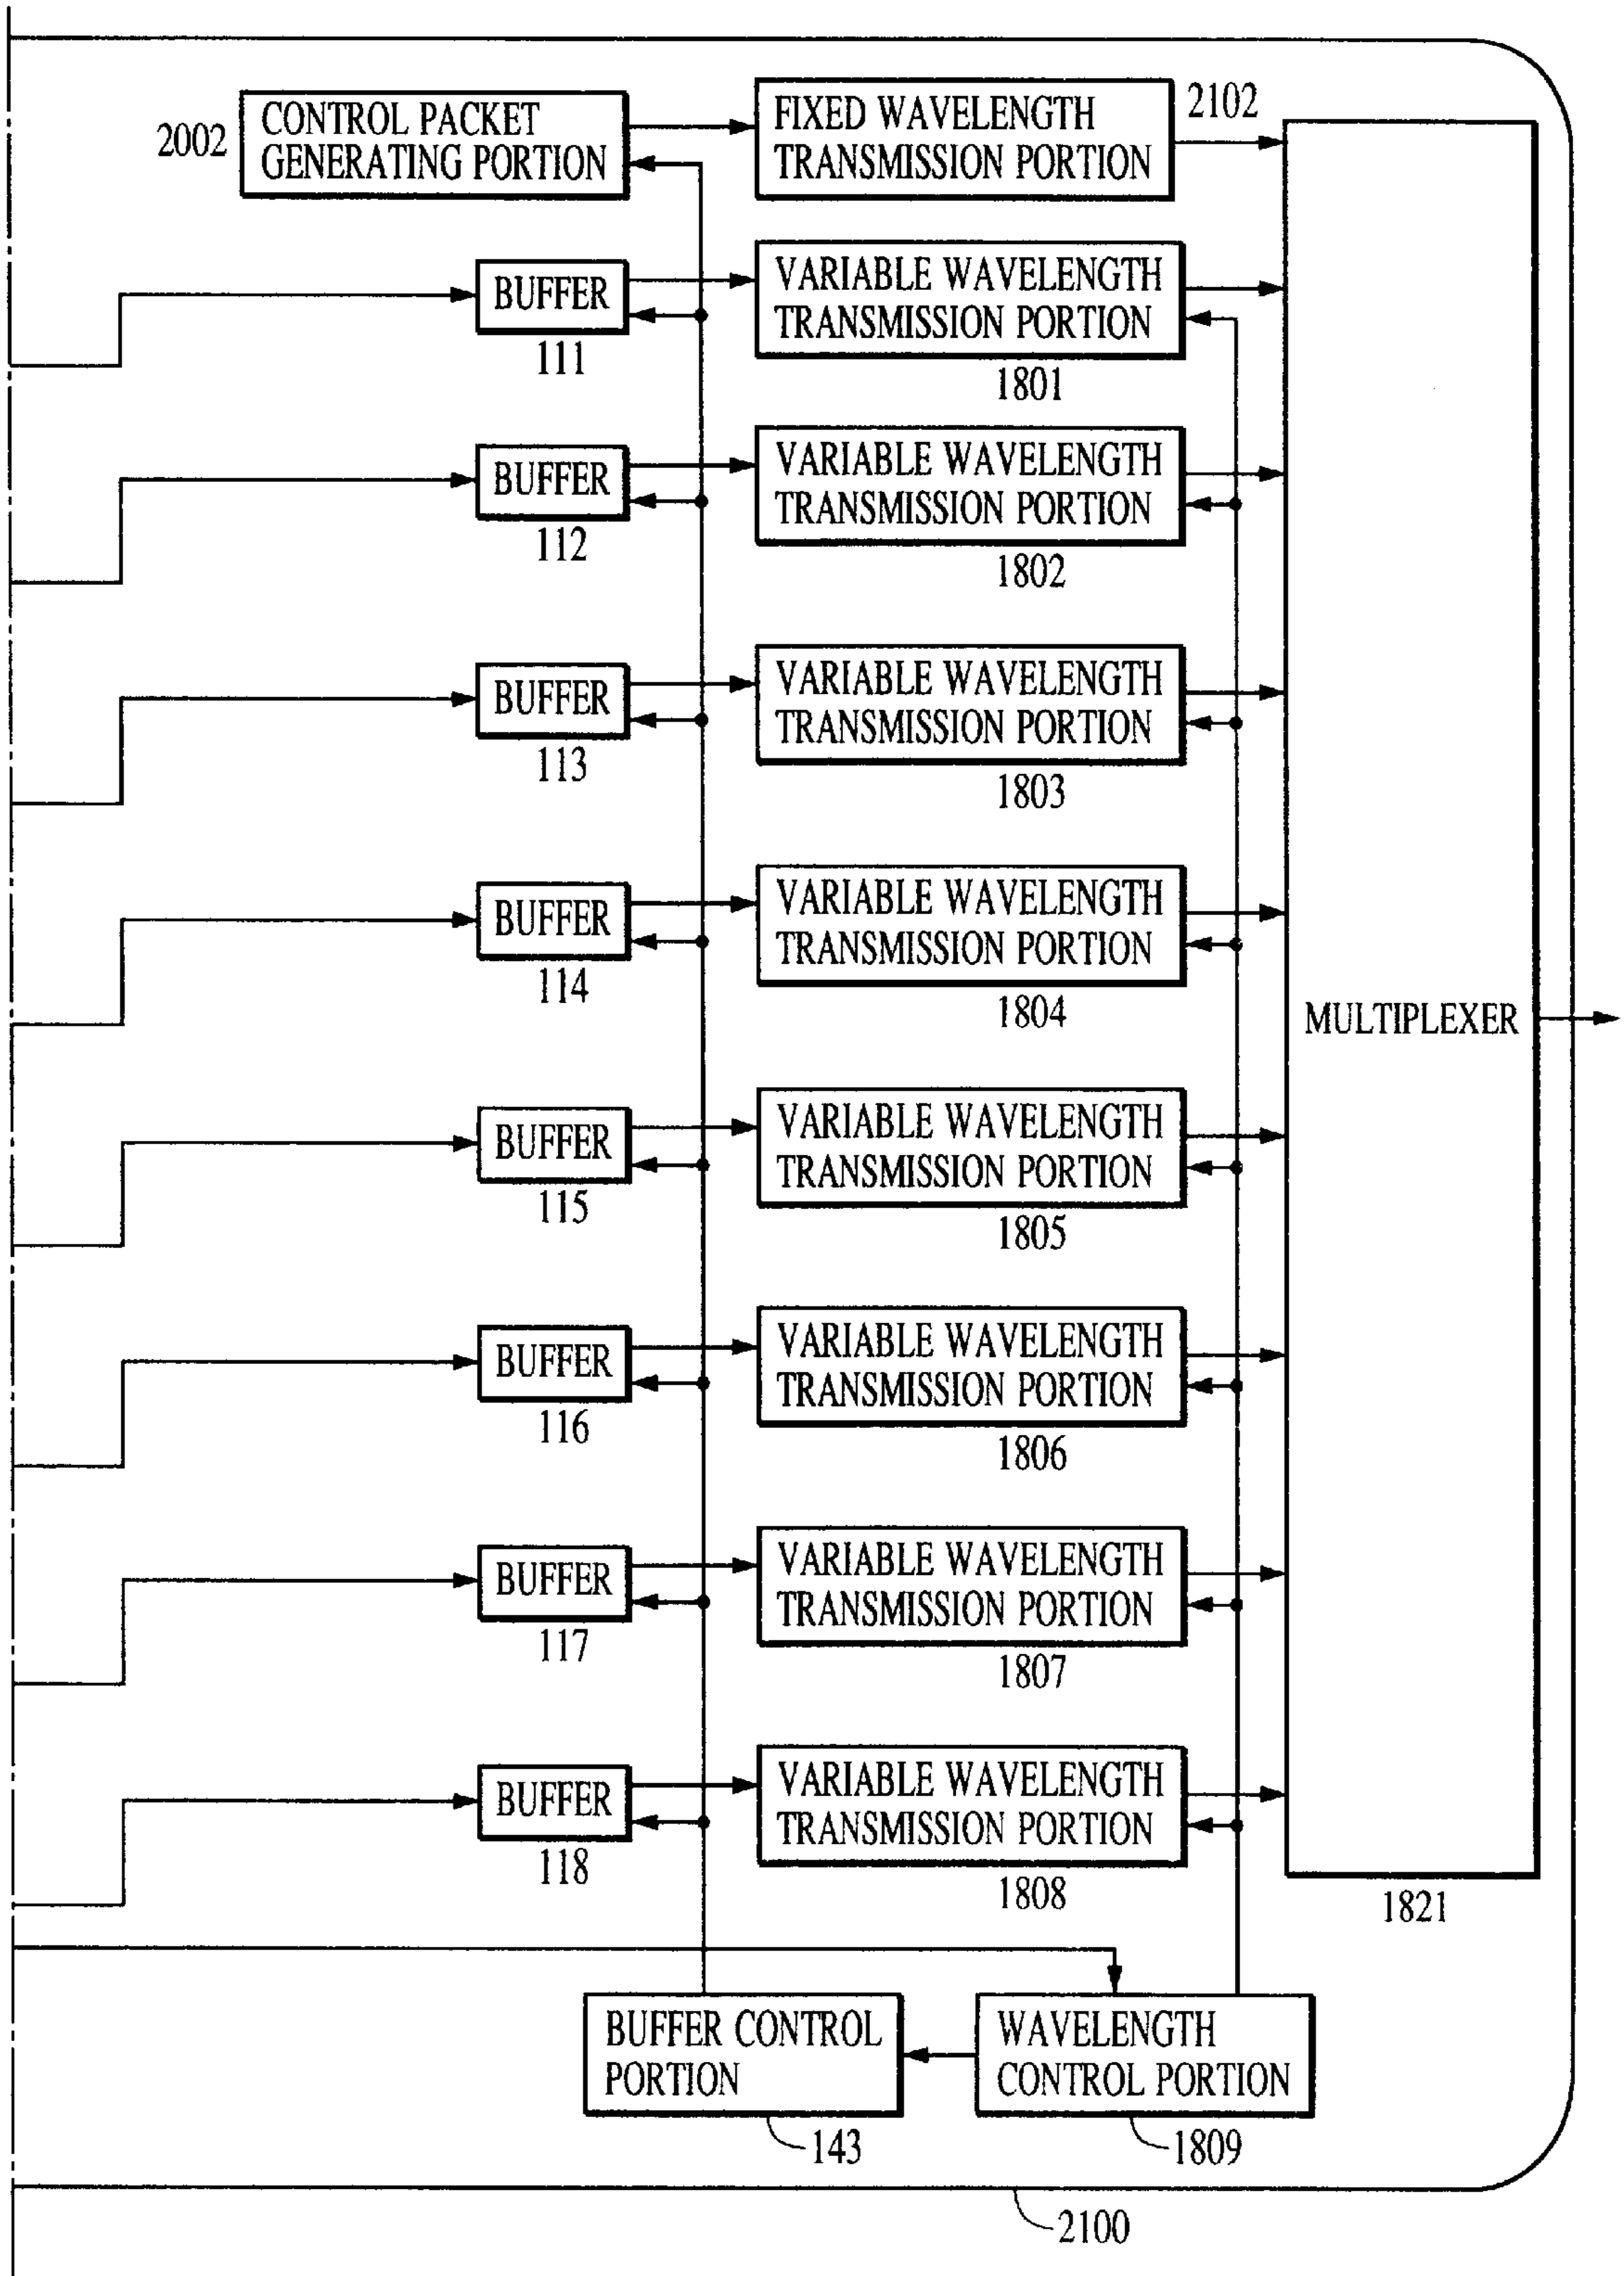 2002
CONTROL PACKET
GENERATING PORTION
FIXED WAVELENGTH
TRANSMISSION PORTION
2102
BUFFER
111
VARIABLE WAVELENGTH
TRANSMISSION PORTION
1801
BUFFER
112
VARIABLE WAVELENGTH
TRANSMISSION PORTION
1802
BUFFER
113
VARIABLE WAVELENGTH
TRANSMISSION PORTION
1803
BUFFER
114
VARIABLE WAVELENGTH
TRANSMISSION PORTION
1804
MULTIPLEXER
BUFFER
115
VARIABLE WAVELENGTH
TRANSMISSION PORTION
1805
BUFFER
116
VARIABLE WAVELENGTH
TRANSMISSION PORTION
1806
BUFFER
117
VARIABLE WAVELENGTH
TRANSMISSION PORTION
1807
BUFFER
118
VARIABLE WAVELENGTH
TRANSMISSION PORTION
1808
1821
BUFFER CONTROL
PORTION
143
WAVELENGTH
CONTROL PORTION
1809
2100